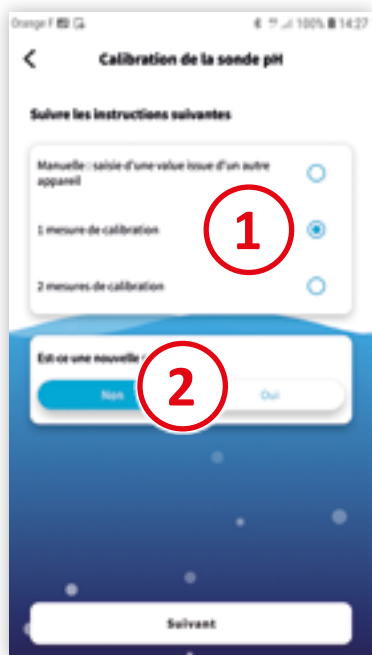 Orange F
100% 14:27
Calibration de la sonde pH
Suivre les instructions suivantes
Manuelle : saisie d'une value issue d'un autre
appareil
1 mesure de calibration
1
2 mesures de calibration
Est-ce une nouvelle
2
Non
Oui
Suivant